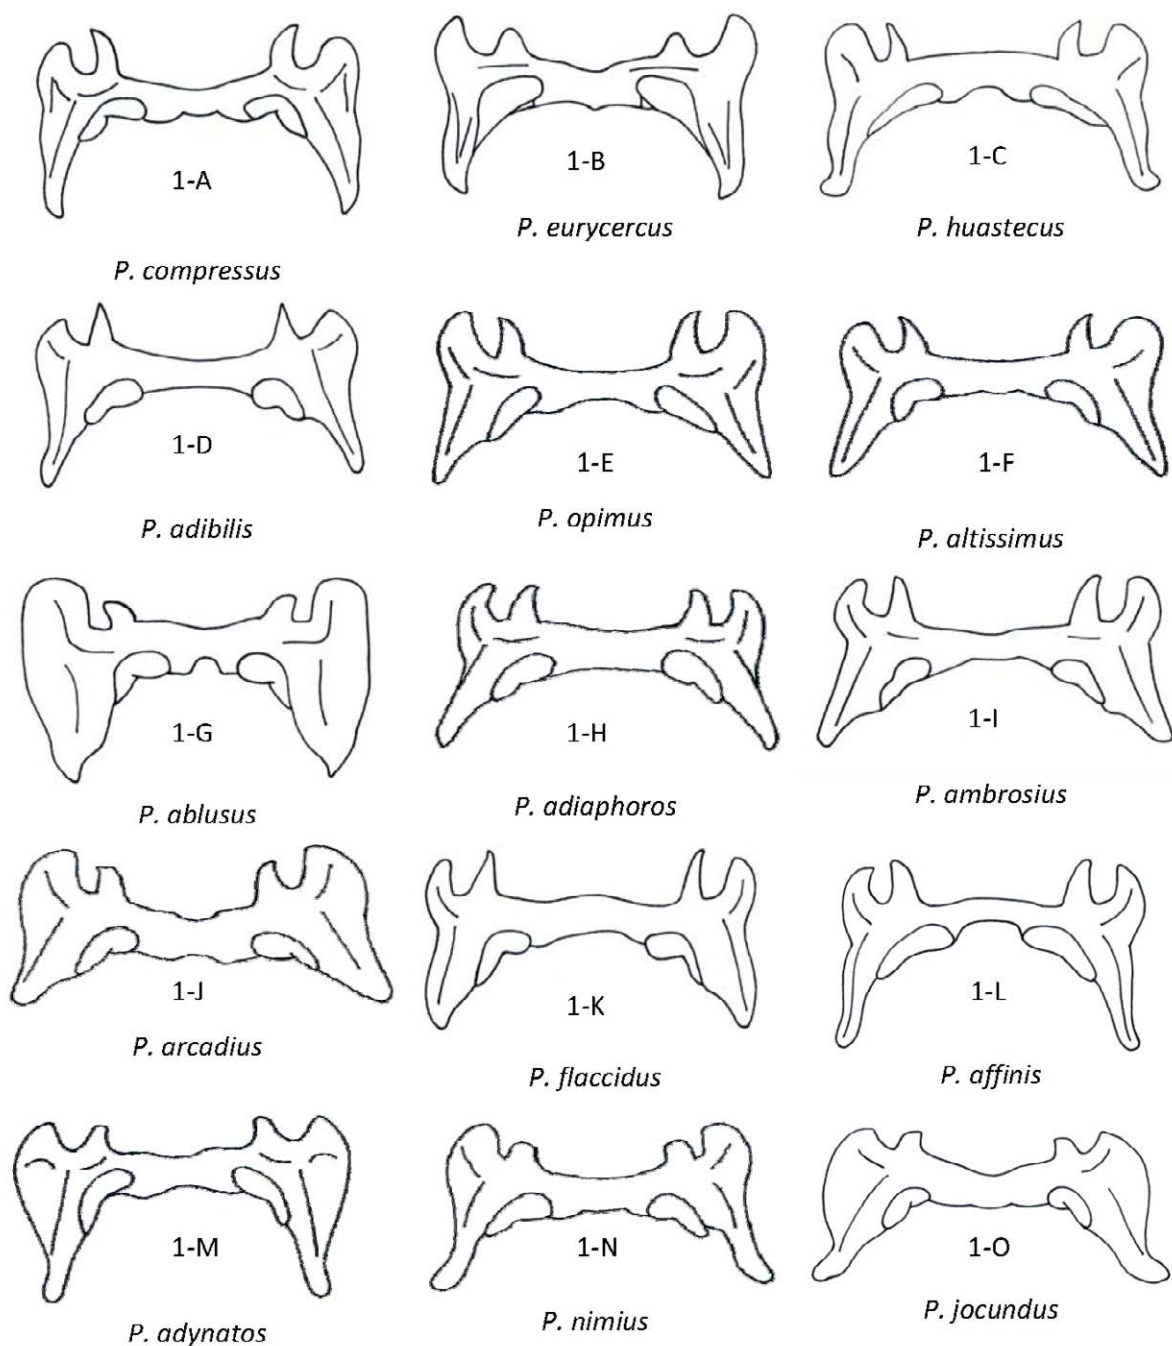 1-A
P. compressus
1-B
P. eurycercus
1-C
P. huastecus
1-D
P. adibilis
1-E
P. opimus
1-F
P. altissimus
1-G
P. ablusus
1-H
P. adiaphoros
1-I
P. ambrosius
1-J
P. arcadius
1-K
P. flaccidus
1-L
P. affinis
1-M
P. adynatos
1-N
P. nimius
1-O
P. jocundus